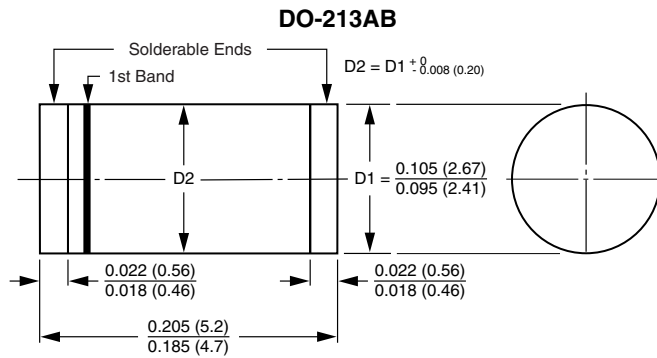 DO-213AB
Solderable Ends
D2 = D1 + 0 - 0.008 (0.20)
1st Band
D2
D1 = 0.105 (2.67)
0.095 (2.41)
0.022 (0.56)
0.018 (0.46)
0.022 (0.56)
0.018 (0.46)
0.205 (5.2)
0.185 (4.7)